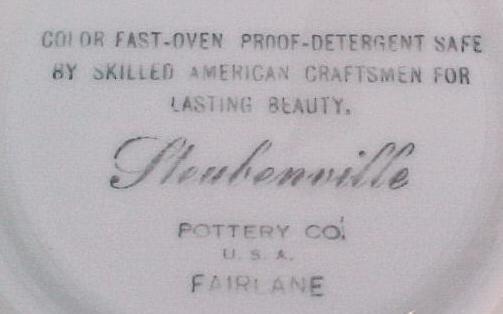 COLOR FAST-OVEN PROOF-DETERGENT SAFE
BY SKILLED AMERICAN CRAFTSMEN FOR
LASTING BEAUTY.
Steubenville
POTTERY CO.
U. S. A.
FAIRLANE